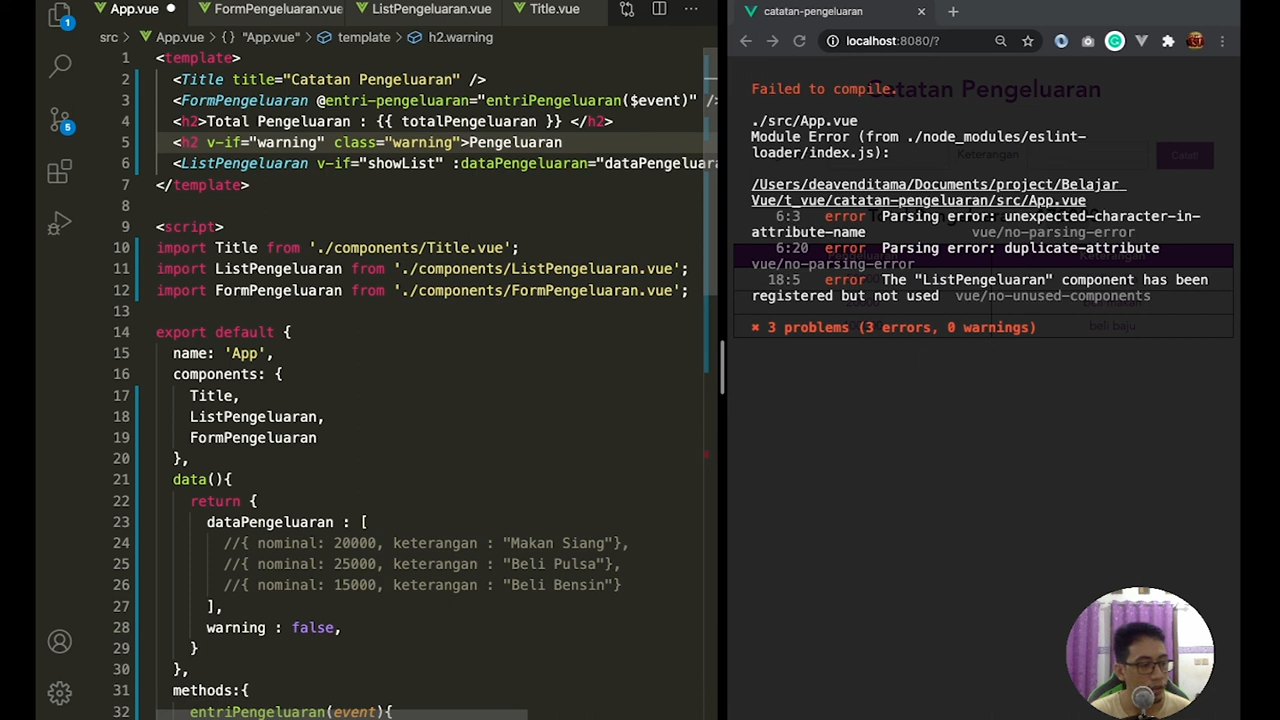 App.vue
FormPengeluaran.vue
ListPengeluaran.vue
Title.vue
src > App.vue > {} "App.vue" > template > h2.warning
1 <template>
2 <Title title="Catatan Pengeluaran" />
3 <FormPengeluaran @entri-pengeluaran="entriPengeluaran($event)" />
4 <h2>Total Pengeluaran : {{ totalPengeluaran }} </h2>
5 <h2 v-if="warning" class="warning">Pengeluaran
6 <ListPengeluaran v-if="showList" :dataPengeluaran="dataPengeluara
7 </template>
8
9 <script>
10 import Title from './components/Title.vue';
11 import ListPengeluaran from './components/ListPengeluaran.vue';
12 import FormPengeluaran from './components/FormPengeluaran.vue';
13
14 export default {
15 name: 'App',
16 components: {
17 Title,
18 ListPengeluaran,
19 FormPengeluaran
20 },
21 data(){
22 return {
23 dataPengeluaran : [
24 //{ nominal: 20000, keterangan : "Makan Siang"},
25 //{ nominal: 25000, keterangan : "Beli Pulsa"},
26 //{ nominal: 15000, keterangan : "Beli Bensin"}
27 ],
28 warning : false,
29 }
30 },
31 methods:{
32 entriPengeluaran(event){
1
5
catatan-pengeluaran
localhost:8080/?
Catatan Pengeluaran
Failed to compile.
./src/App.vue
Module Error (from ./node_modules/eslint-
loader/index.js):
Keterangan
Catat!
/Users/deavenditama/Documents/project/Belajar
Vue/t_vue/catatan-pengeluaran/src/App.vue
6:3 error Parsing error: unexpected-character-in-
attribute-name vue/no-parsing-error
6:20 error Parsing error: duplicate-attribute
vue/no-parsing-error
Pengeluaran
Keterangan
18:5 error The "ListPengeluaran" component has been
registered but not used vue/no-unused-components
✖ 3 problems (3 errors, 0 warnings)
beli baju